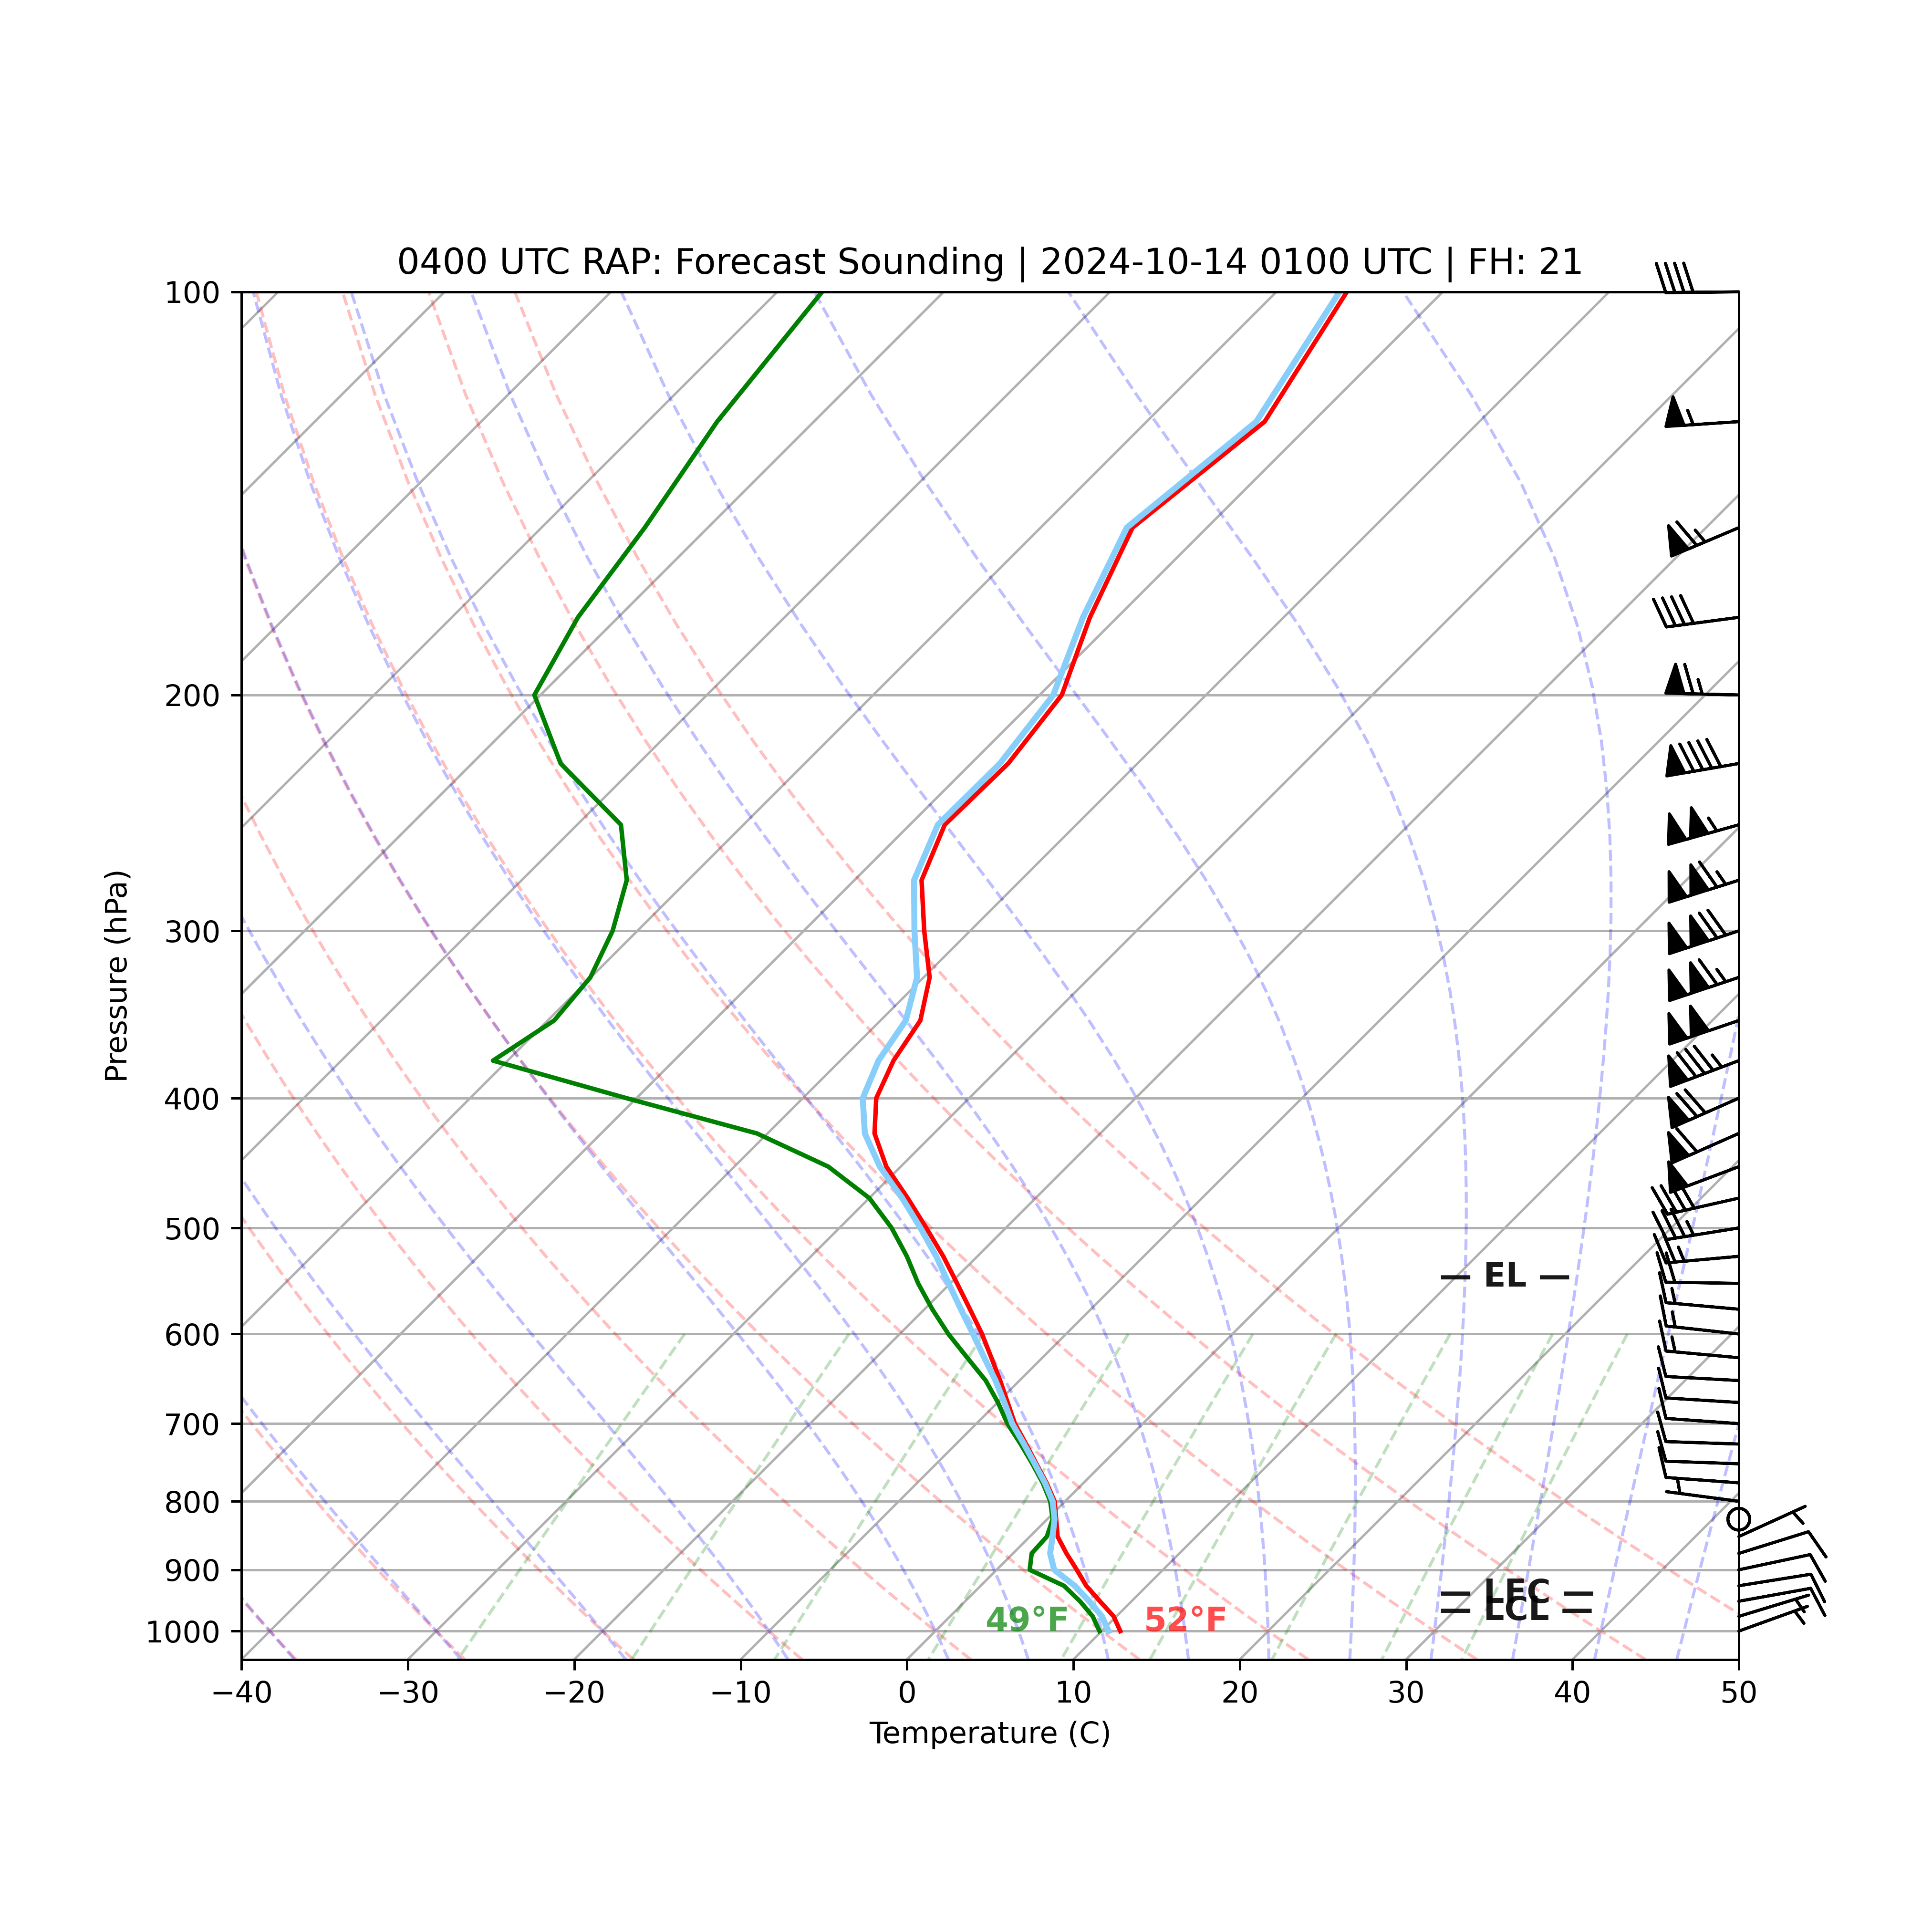 0400 UTC RAP: Forecast Sounding | 2024-10-14 0100 UTC | FH: 21
100
200
300
400
500
600
700
800
900
1000
Pressure (hPa)
— EL —
— LFC —
— LCL —
49°F 52°F
−40 −30 −20 −10 0 10 20 30 40 50
Temperature (C)